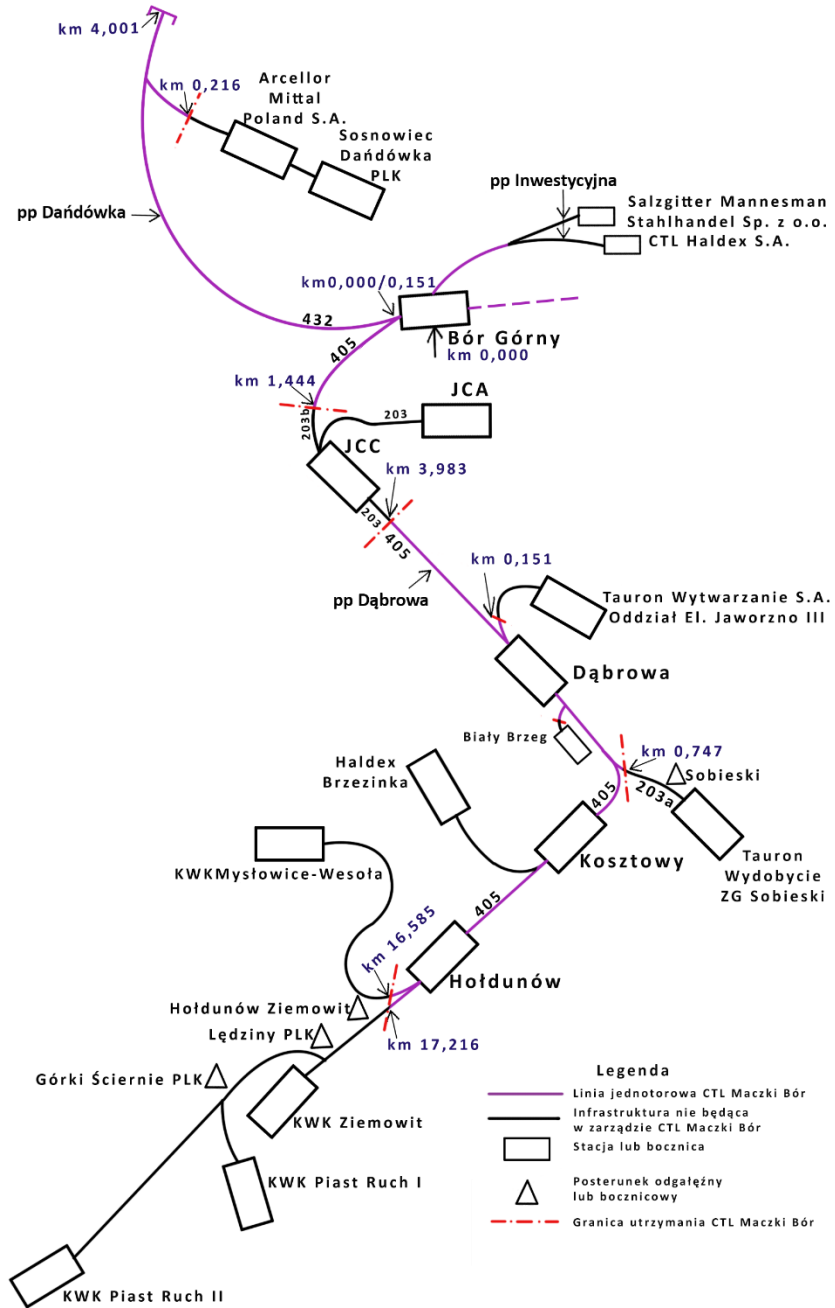 km 4,001
km 0,216
Arcellor
Mittal
Poland S.A.
Sosnowiec
Dańdówka
PLK
pp Dańdówka
pp Inwestycyjna
Salzgitter Mannesman
Stahlhandel Sp. z o.o.
CTL Haldex S.A.
km0,000/0,151
432
405
Bór Górny
km 0,000
km 1,444
203b
203
JCA
JCC
km 3,983
203
405
km 0,151
pp Dąbrowa
Tauron Wytwarzanie S.A.
Oddział El. Jaworzno III
Dąbrowa
Biały Brzeg
km 0,747
Sobieski
203a
Haldex
Brzezinka
405
Kosztowy
Tauron
Wydobycie
ZG Sobieski
KWKMysłowice-Wesoła
405
km 16,585
Hołdunów
Hołdunów Ziemowit
Lędziny PLK
km 17,216
Górki Ściernie PLK
KWK Ziemowit
KWK Piast Ruch I
KWK Piast Ruch II
Legenda
Linia jednotorowa CTL Maczki Bór
Infrastruktura nie będąca
w zarządzie CTL Maczki Bór
Stacja lub bocznica
Posterunek odgałęźny
lub bocznicowy
Granica utrzymania CTL Maczki Bór